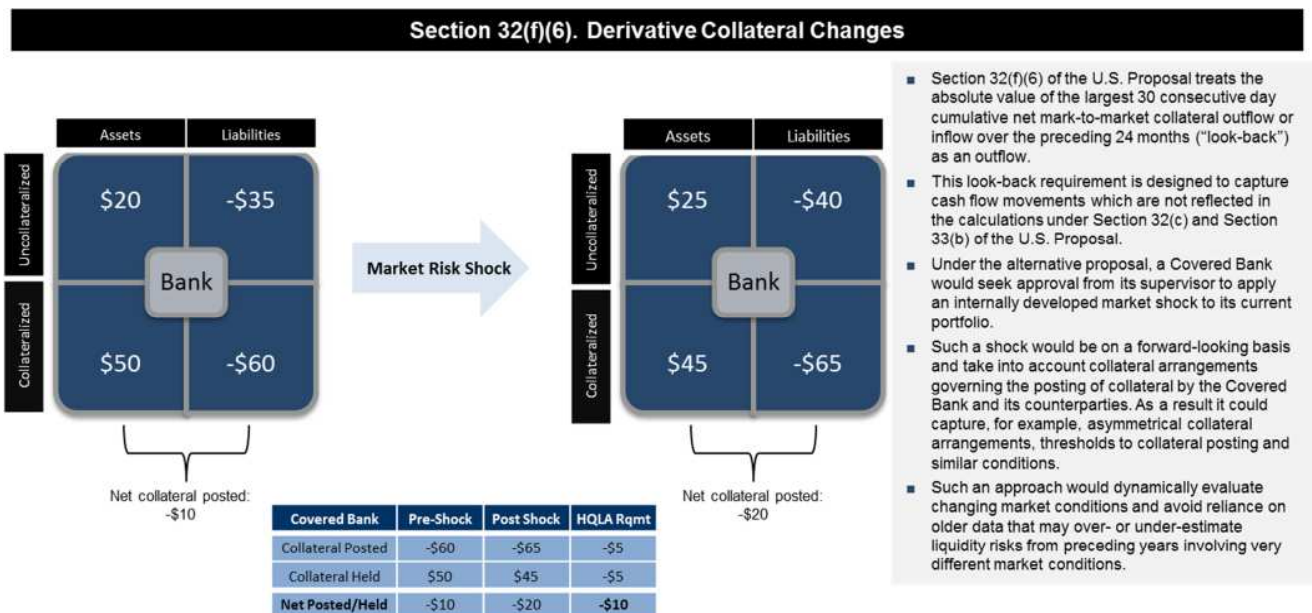 Section 32(f)(6). Derivative Collateral Changes
Assets
Liabilities
Uncollateralized
Collateralized
$20
-$35
Bank
$50
-$60
Net collateral posted:
-$10
Market Risk Shock
Assets
Liabilities
Uncollateralized
Collateralized
$25
-$40
Bank
$45
-$65
Net collateral posted:
-$20
Covered Bank Pre-Shock Post Shock HQLA Rqmt
Collateral Posted -$60 -$65 -$5
Collateral Held $50 $45 -$5
Net Posted/Held -$10 -$20 -$10
■ Section 32(f)(6) of the U.S. Proposal treats the
absolute value of the largest 30 consecutive day
cumulative net mark-to-market collateral outflow or
inflow over the preceding 24 months (“look-back”)
as an outflow.
■ This look-back requirement is designed to capture
cash flow movements which are not reflected in
the calculations under Section 32(c) and Section
33(b) of the U.S. Proposal.
■ Under the alternative proposal, a Covered Bank
would seek approval from its supervisor to apply
an internally developed market shock to its current
portfolio.
■ Such a shock would be on a forward-looking basis
and take into account collateral arrangements
governing the posting of collateral by the Covered
Bank and its counterparties. As a result it could
capture, for example, asymmetrical collateral
arrangements, thresholds to collateral posting and
similar conditions.
■ Such an approach would dynamically evaluate
changing market conditions and avoid reliance on
older data that may over- or under-estimate
liquidity risks from preceding years involving very
different market conditions.